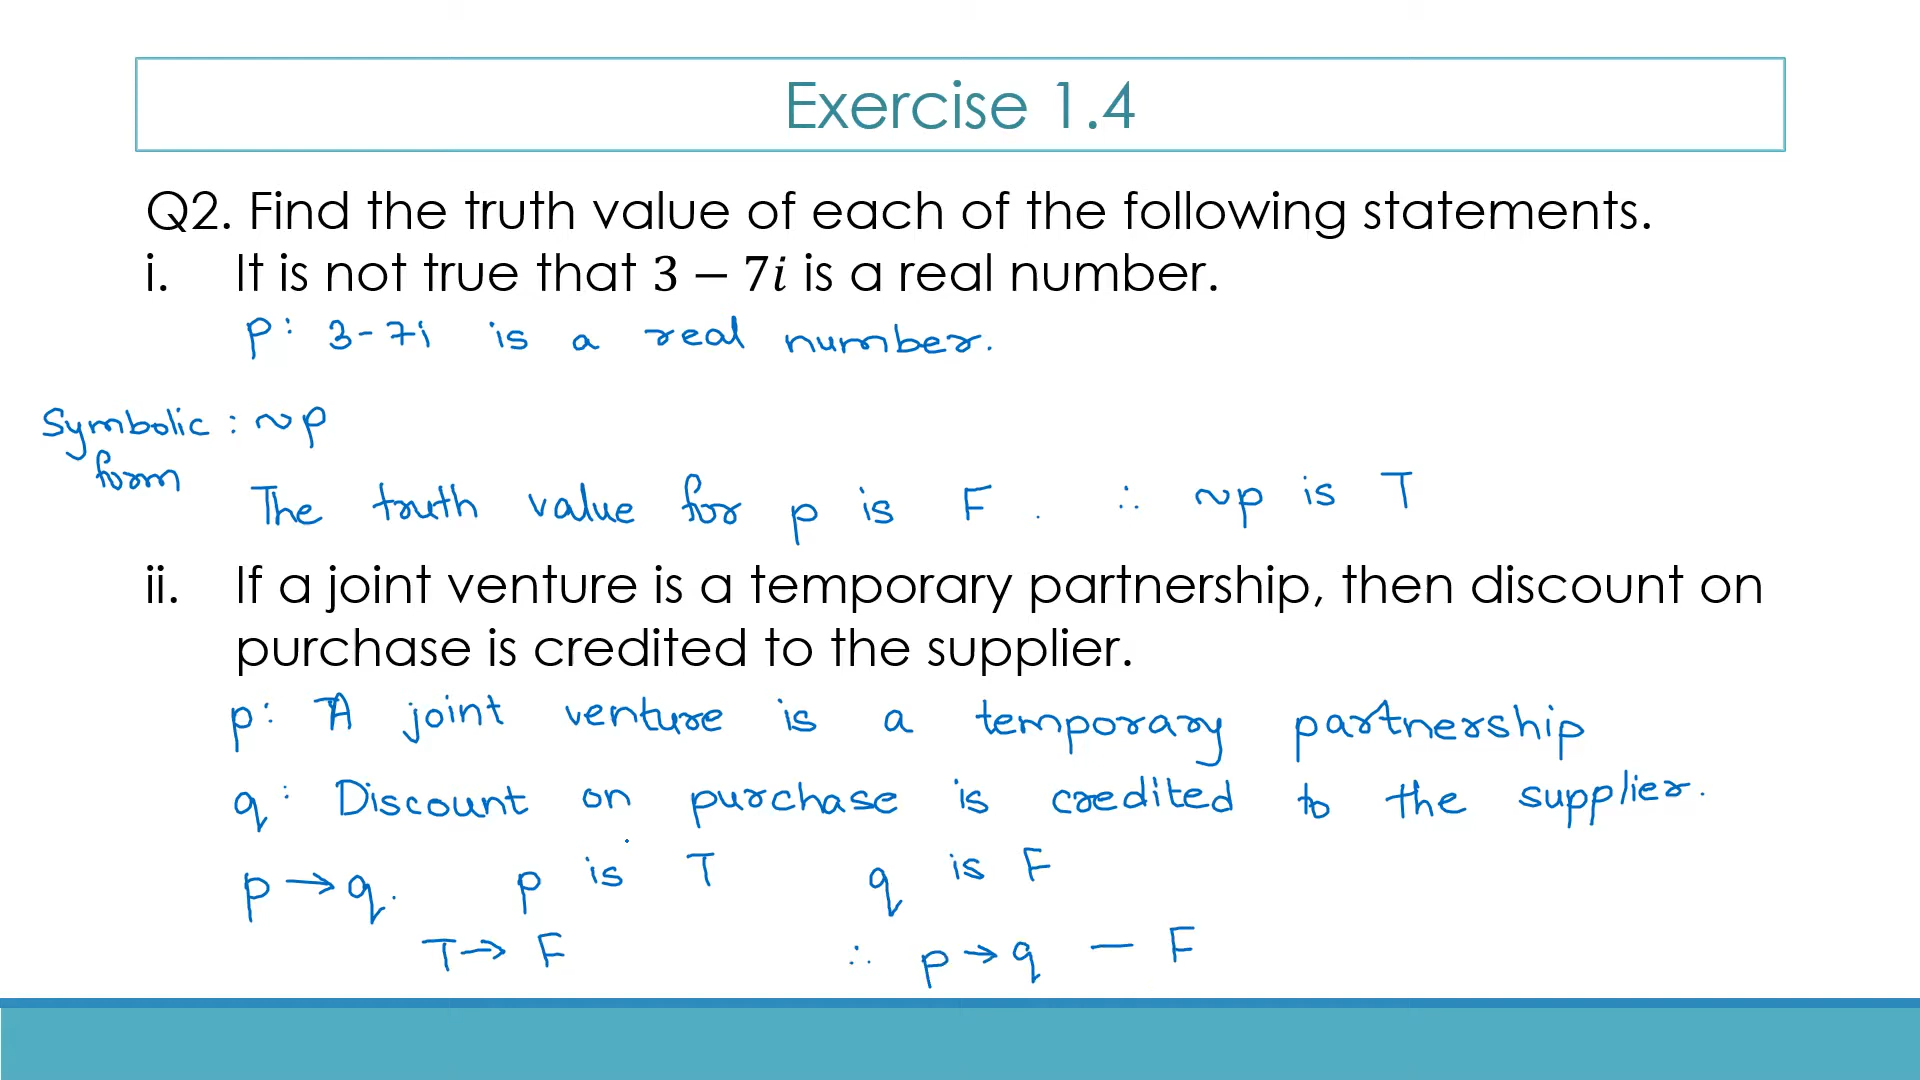 Exercise 1.4
Q2. Find the truth value of each of the following statements.
i. It is not true that 3 − 7i is a real number.
p: 3-7i is a real number.
Symbolic : ~p
form
The truth value for p is F. ∴ ~p is T
ii. If a joint venture is a temporary partnership, then discount on
purchase is credited to the supplier.
p: A joint venture is a temporary partnership
q: Discount on purchase is credited to the supplier.
p → q. p is T q is F
T → F ∴ p → q — F